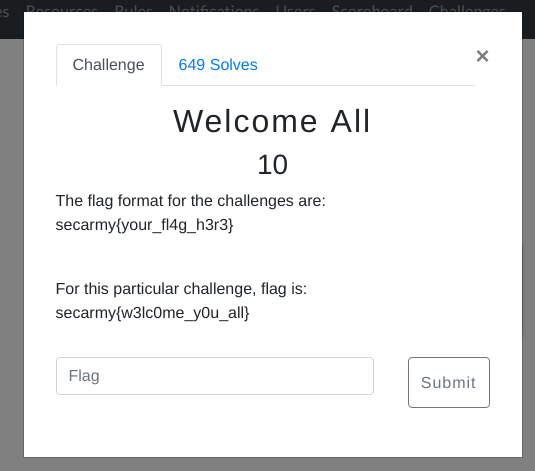 Resources Rules Notifications Users Scoreboard Challenges
Challenge
649 Solves
×
Welcome All
10
The flag format for the challenges are:
secarmy{your_fl4g_h3r3}
For this particular challenge, flag is:
secarmy{w3lc0me_y0u_all}
Flag
Submit